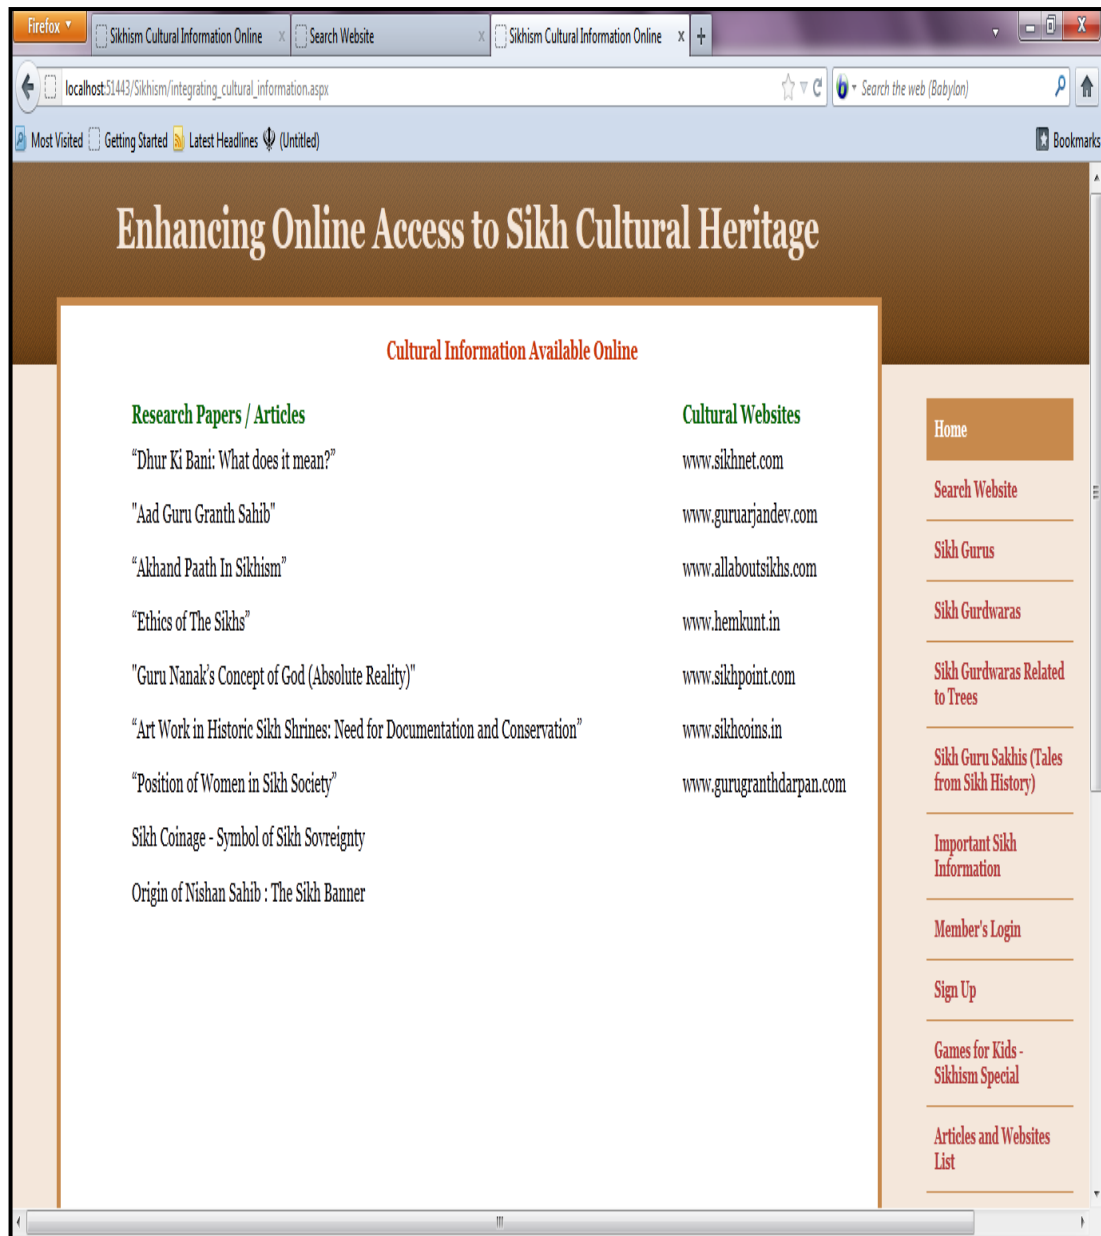 Firefox
Sikhism Cultural Information Online x
Search Website x
Sikhism Cultural Information Online x +
localhost:51443/Sikhism/integrating_cultural_information.aspx
Search the web (Babylon)
Most Visited Getting Started Latest Headlines (Untitled)
Bookmarks
Enhancing Online Access to Sikh Cultural Heritage
Cultural Information Available Online
Research Papers / Articles
“Dhur Ki Bani: What does it mean?”
"Aad Guru Granth Sahib"
“Akhand Paath In Sikhism”
“Ethics of The Sikhs”
"Guru Nanak’s Concept of God (Absolute Reality)"
“Art Work in Historic Sikh Shrines: Need for Documentation and Conservation”
“Position of Women in Sikh Society”
Sikh Coinage - Symbol of Sikh Sovreignty
Origin of Nishan Sahib : The Sikh Banner
Cultural Websites
www.sikhnet.com
www.guruarjandev.com
www.allaboutsikhs.com
www.hemkunt.in
www.sikhpoint.com
www.sikhcoins.in
www.gurugranthdarpan.com
Home
Search Website
Sikh Gurus
Sikh Gurdwaras
Sikh Gurdwaras Related
to Trees
Sikh Guru Sakhis (Tales
from Sikh History)
Important Sikh
Information
Member's Login
Sign Up
Games for Kids -
Sikhism Special
Articles and Websites
List